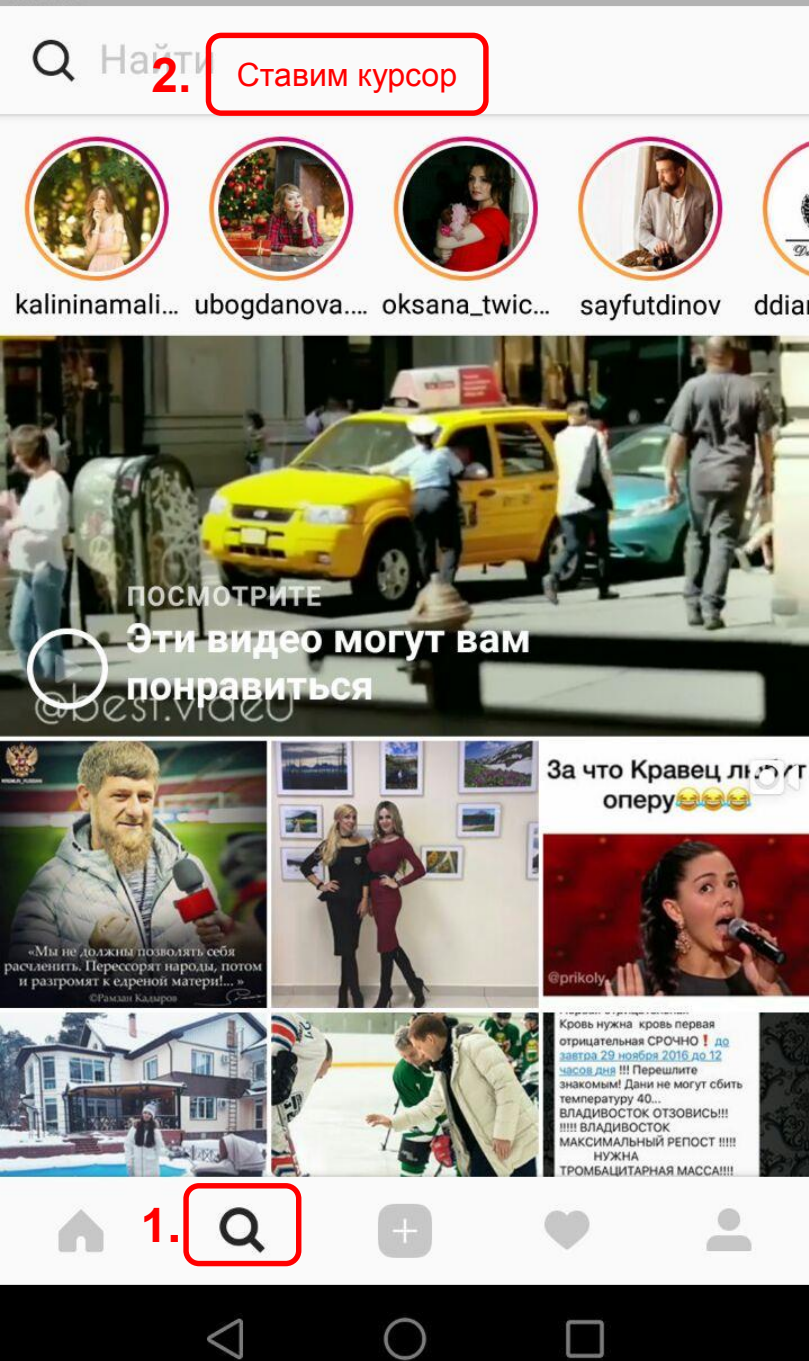 Найти
2. Ставим курсор
kalininamali... ubogdanova.... oksana_twic... sayfutdinov ddian
ПОСМОТРИТЕ
Эти видео могут вам
понравиться
@best.video
За что Кравец
оперу😂😂😂
@prikoly
«Мы не должны позволять себя
расчленить. Перессорят народы, потом
и разгромят к едреной матери!... »
©Рамзан Кадыров
Кровь нужна кровь первая
отрицательная СРОЧНО❗ до
завтра 29 ноября 2016 до 12
часов дня !!! Перешлите
знакомым! Дани не могут сбить
температуру 40...
ВЛАДИВОСТОК ОТЗОВИСЬ!!!
!!!!! ВЛАДИВОСТОК
МАКСИМАЛЬНЫЙ РЕПОСТ !!!!!
НУЖНА
ТРОМБАЦИТАРНАЯ МАССА!!!!
1.